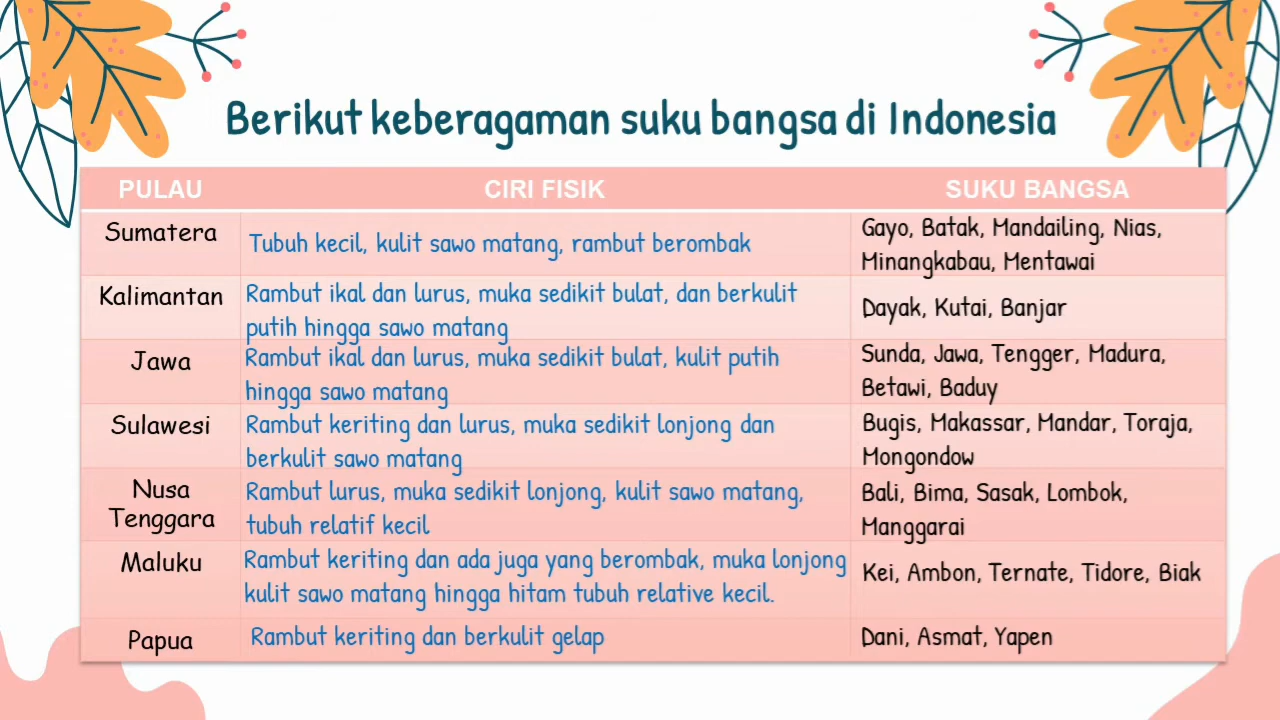 Berikut keberagaman suku bangsa di Indonesia
PULAU CIRI FISIK SUKU BANGSA
Sumatera
Tubuh kecil, kulit sawo matang, rambut berombak
Gayo, Batak, Mandailing, Nias,
Minangkabau, Mentawai
Kalimantan
Rambut ikal dan lurus, muka sedikit bulat, dan berkulit
putih hingga sawo matang
Dayak, Kutai, Banjar
Jawa
Rambut ikal dan lurus, muka sedikit bulat, kulit putih
hingga sawo matang
Sunda, Jawa, Tengger, Madura,
Betawi, Baduy
Sulawesi
Rambut keriting dan lurus, muka sedikit lonjong dan
berkulit sawo matang
Bugis, Makassar, Mandar, Toraja,
Mongondow
Nusa
Tenggara
Rambut lurus, muka sedikit lonjong, kulit sawo matang,
tubuh relatif kecil
Bali, Bima, Sasak, Lombok,
Manggarai
Maluku
Rambut keriting dan ada juga yang berombak, muka lonjong
kulit sawo matang hingga hitam tubuh relative kecil.
Kei, Ambon, Ternate, Tidore, Biak
Papua
Rambut keriting dan berkulit gelap
Dani, Asmat, Yapen